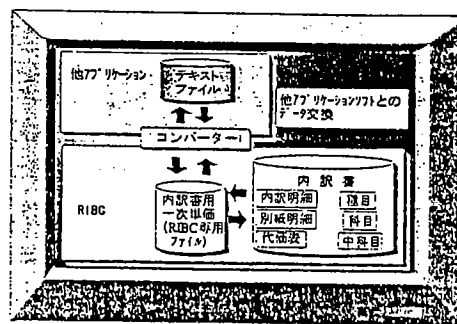 他アプリケーション
テキスト
ファイル
他アプリケーションソフトとの
データ変換
コンバーター
RIBC
内訳書用
一次単価
(RIBC専用
ファイル)
内訳書
内訳明細
別紙明細
代価表
種目
科目
中科目